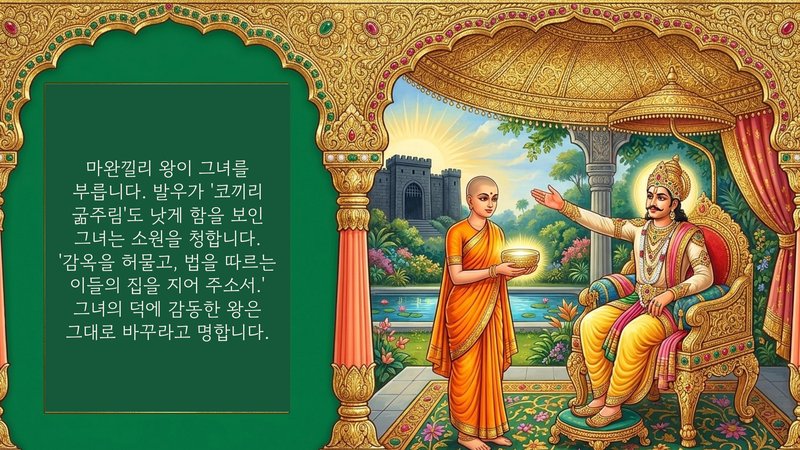 마완낄리 왕이 그녀를
부릅니다. 발우가 '코끼리
굶주림'도 낫게 함을 보인
그녀는 소원을 청합니다.
'감옥을 허물고, 법을 따르는
이들의 집을 지어 주소서.'
그녀의 덕에 감동한 왕은
그대로 바꾸라고 명합니다.